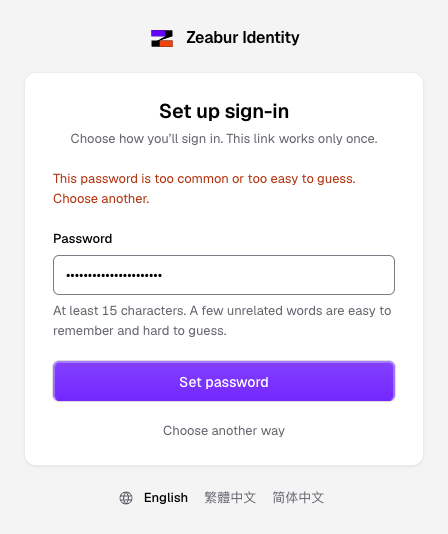 Zeabur Identity
Set up sign-in
Choose how you'll sign in. This link works only once.
This password is too common or too easy to guess.
Choose another.
Password
••••••••••••••••••••••
At least 15 characters. A few unrelated words are easy to
remember and hard to guess.
Set password
Choose another way
English 繁體中文 简体中文